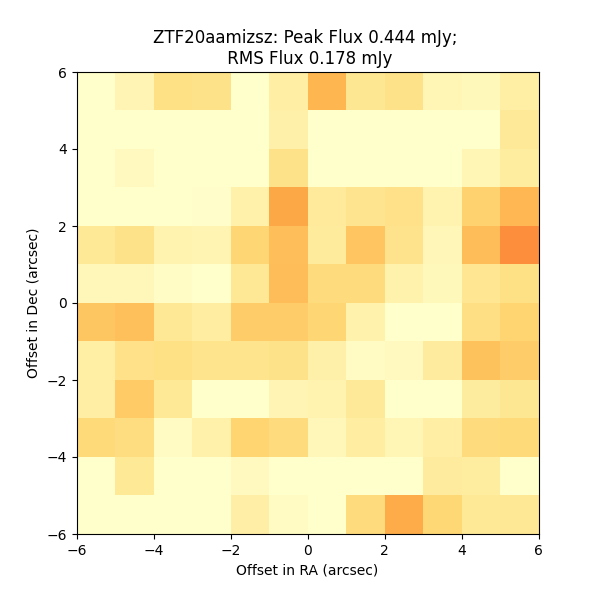 ZTF20aamizsz: Peak Flux 0.444 mJy;
RMS Flux 0.178 mJy
6
4
2
0
−2
−4
−6
Offset in Dec (arcsec)
−6 −4 −2 0 2 4 6
Offset in RA (arcsec)